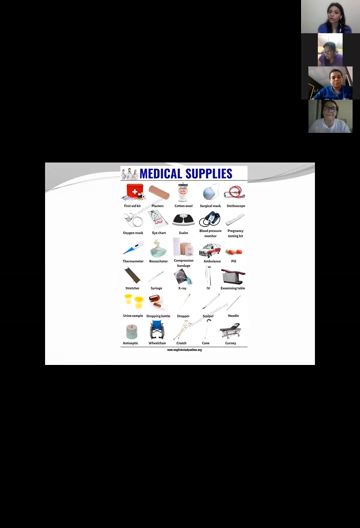 MEDICAL SUPPLIES
First aid kit Plasters Cotton wool Surgical mask Stethoscope
Oxygen mask Eye chart Scales Blood pressure monitor Pregnancy testing kit
Thermometer Compression bandage Ambulance Pill
Stretcher Syringe X-ray IV Examining table
Urine sample Dropping bottle Dropper Scalpel Needle
Antiseptic Wheelchair Crutch Cane Gurney